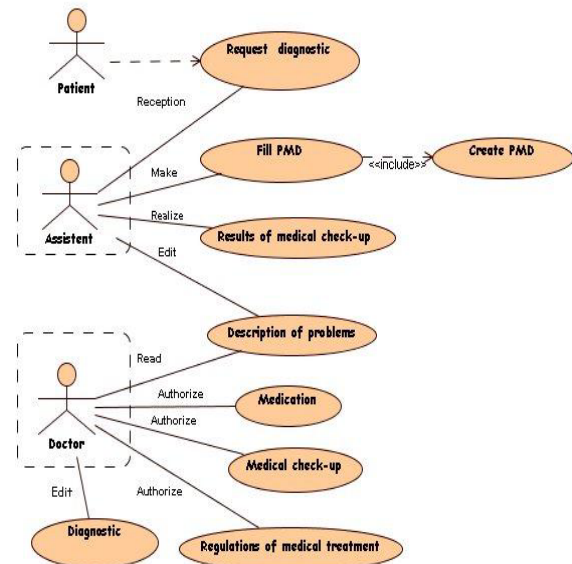 Request diagnostic
Patient
Reception
Fill PMD
Create PMD
<<include>>
Make
Assistent
Realize
Results of medical check-up
Edit
Description of problems
Read
Authorize
Medication
Authorize
Doctor
Medical check-up
Edit
Authorize
Diagnostic
Regulations of medical treatment